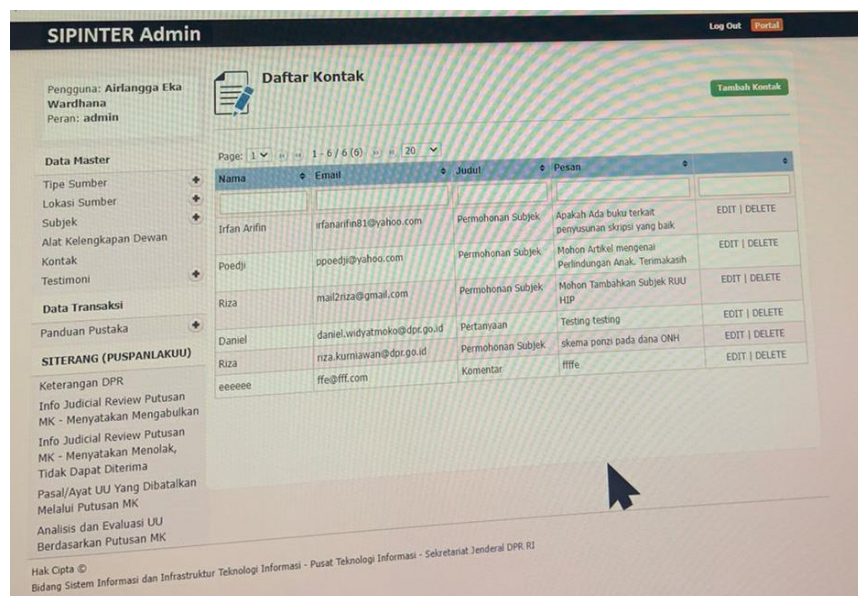 SIPINTER Admin
Log Out Portal
Pengguna: Airlangga Eka
Wardhana
Peran: admin
Daftar Kontak
Tambah Kontak
Data Master
Tipe Sumber
Lokasi Sumber
Subjek
Alat Kelengkapan Dewan
Kontak
Testimoni
Data Transaksi
Panduan Pustaka
SITERANG (PUSPANLAKUU)
Keterangan DPR
Info Judicial Review Putusan
MK - Menyatakan Mengabulkan
Info Judicial Review Putusan
MK - Menyatakan Menolak,
Tidak Dapat Diterima
Pasal/Ayat UU Yang Dibatalkan
Melalui Putusan MK
Analisis dan Evaluasi UU
Berdasarkan Putusan MK
Page: 1 1 - 6 / 6 (6) 20
Nama Email Judul Pesan
Irfan Arifin irfanarifin81@yahoo.com Permohonan Subjek Apakah Ada buku terkait
penyusunan skripsi yang baik EDIT | DELETE
Poedji ppoedji@yahoo.com Permohonan Subjek Mohon Artikel mengenai
Perlindungan Anak. Terimakasih EDIT | DELETE
Riza mail2riza@gmail.com Permohonan Subjek Mohon Tambahkan Subjek RUU
HIP EDIT | DELETE
Daniel daniel.widyatmoko@dpr.go.id Pertanyaan Testing testing EDIT | DELETE
Riza riza.kurniawan@dpr.go.id Permohonan Subjek skema ponzi pada dana ONH EDIT | DELETE
eeeeee ffe@fff.com Komentar ffffe EDIT | DELETE
Hak Cipta ©
Bidang Sistem Informasi dan Infrastruktur Teknologi Informasi - Pusat Teknologi Informasi - Sekretariat Jenderal DPR RI